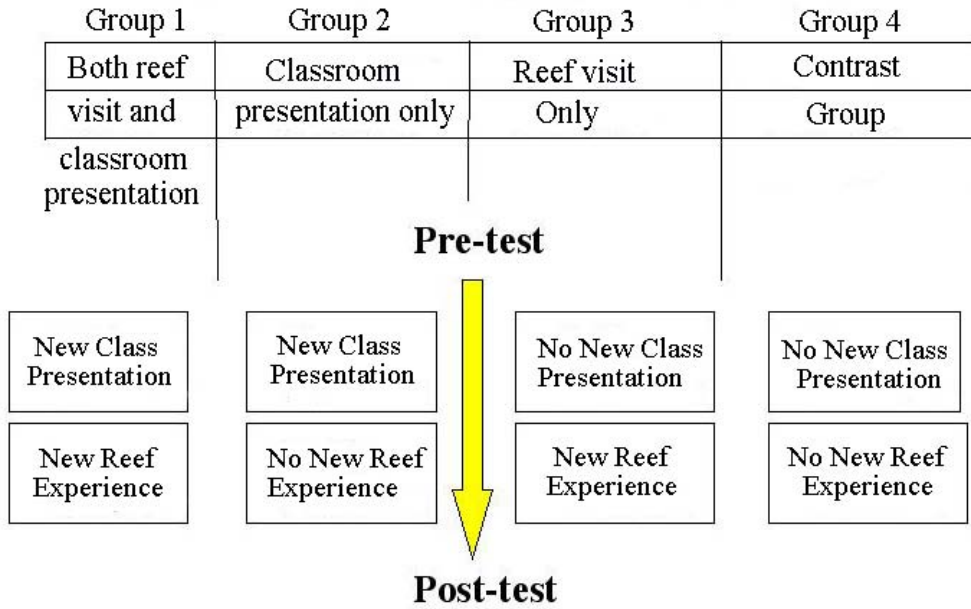 Group 1 Group 2 Group 3 Group 4
Both reef Classroom Reef visit Contrast
visit and presentation only Only Group
classroom
presentation
Pre-test
New Class New Class No New Class No New Class
Presentation Presentation Presentation Presentation
New Reef No New Reef New Reef No New Reef
Experience Experience Experience Experience
Post-test